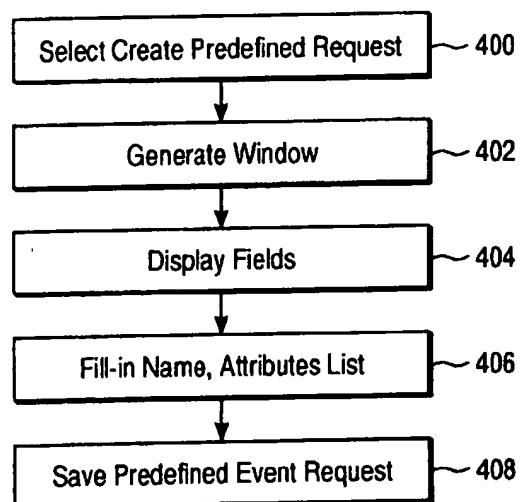 Select Create Predefined Request 400
Generate Window 402
Display Fields 404
Fill-in Name, Attributes List 406
Save Predefined Event Request 408